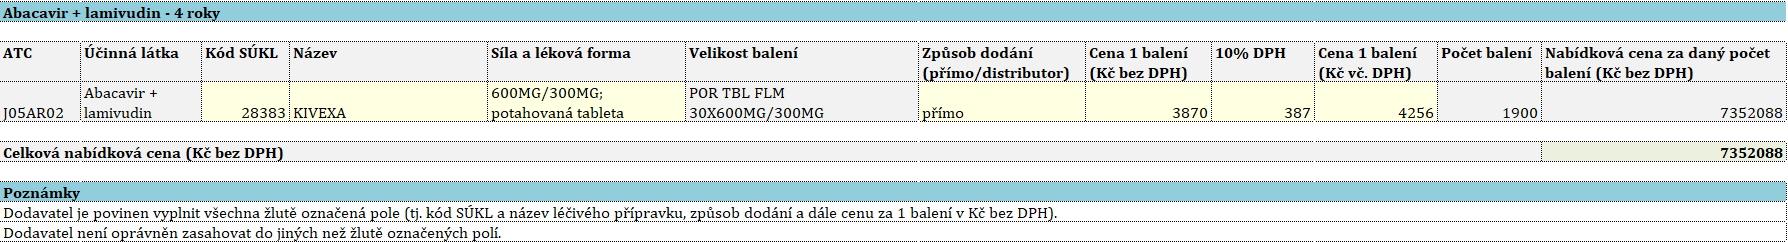 Abacavir + lamivudin - 4 roky
ATC Účinná látka Kód SÚKL Název Síla a léková forma Velikost balení Způsob dodání (přímo/distributor) Cena 1 balení (Kč bez DPH) 10% DPH Cena 1 balení (Kč vč. DPH) Počet balení Nabídková cena za daný počet balení (Kč bez DPH)
J05AR02 Abacavir + lamivudin 28383 KIVEXA 600MG/300MG; potahovaná tableta POR TBL FLM 30X600MG/300MG přímo 3870 387 4256 1900 7352088
Celková nabídková cena (Kč bez DPH) 7352088
Poznámky
Dodavatel je povinen vyplnit všechna žlutě označená pole (tj. kód SÚKL a název léčivého přípravku, způsob dodání a dále cenu za 1 balení v Kč bez DPH).
Dodavatel není oprávněn zasahovat do jiných než žlutě označených polí.